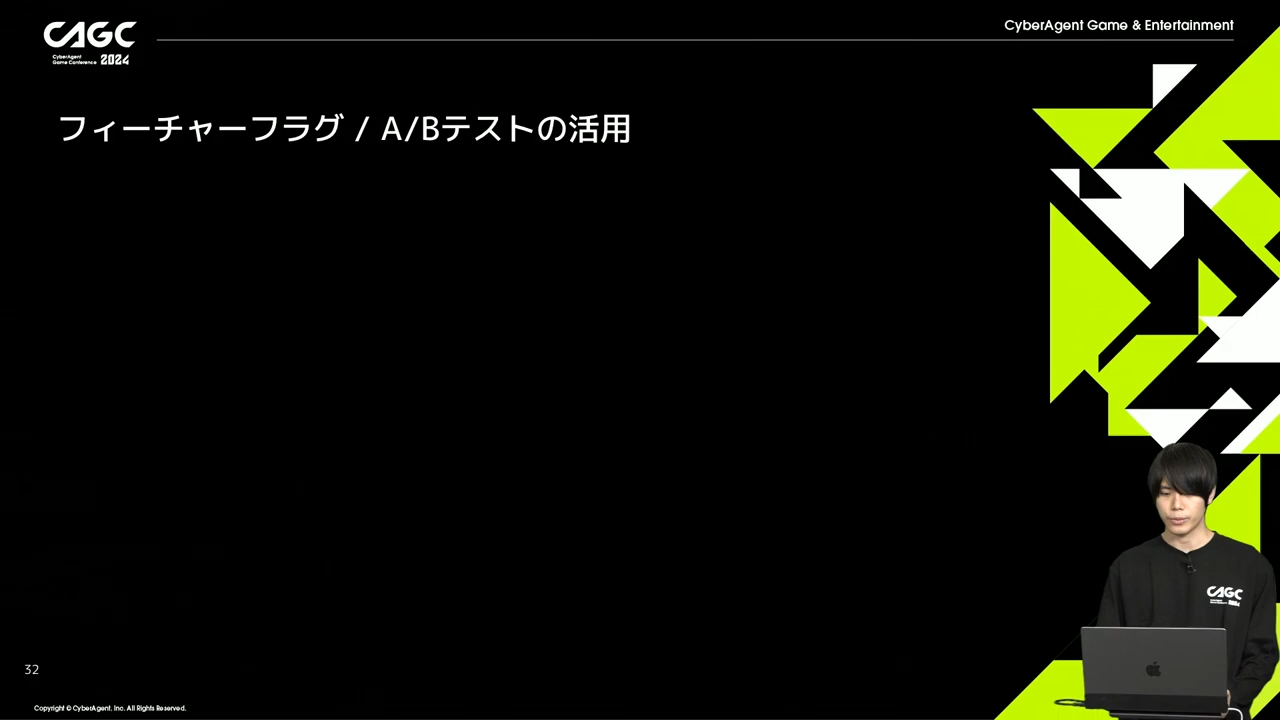 CAGC
CyberAgent
Game Conference 2024
CyberAgent Game & Entertainment
フィーチャーフラグ / A/Bテストの活用
CAGC
32
Copyright © CyberAgent, Inc. All Rights Reserved.